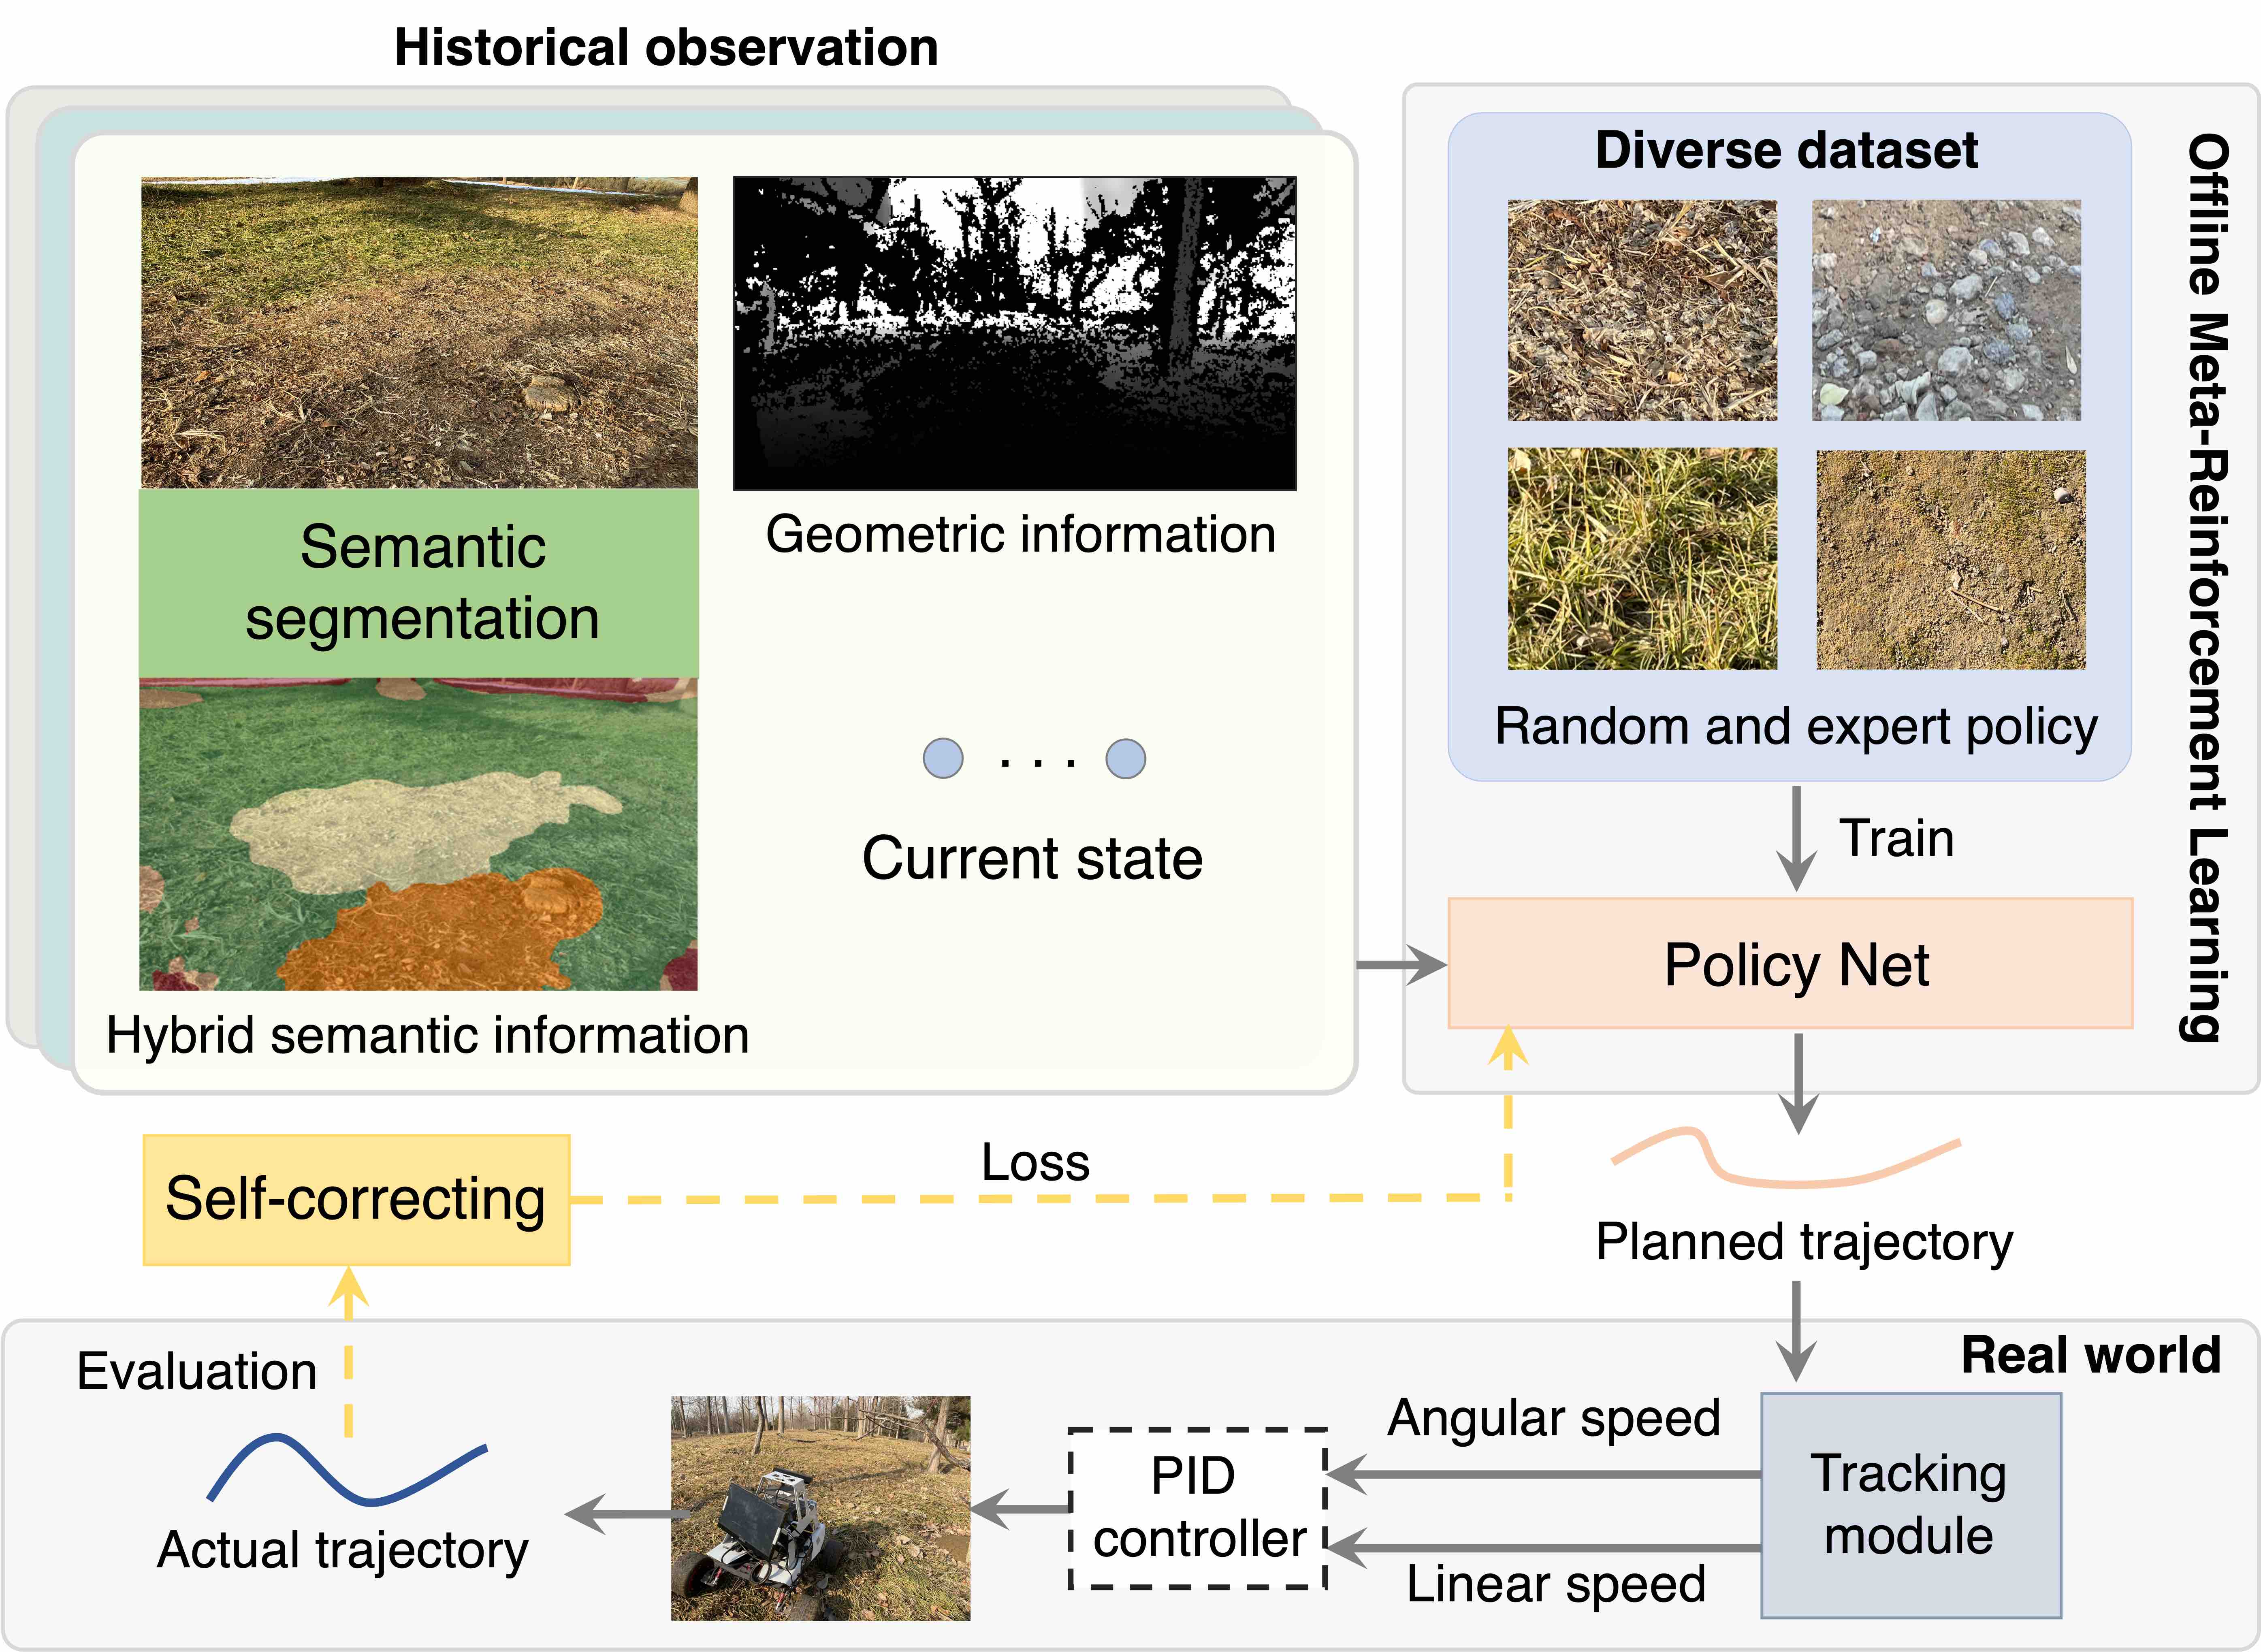 Historical observation
Semantic
segmentation
Geometric information
Hybrid semantic information
. . .
Current state
Diverse dataset
Random and expert policy
Offline Meta-Reinforcement Learning
Train
Policy Net
Self-correcting
Loss
Planned trajectory
Real world
Evaluation
Actual trajectory
PID
controller
Angular speed
Linear speed
Tracking
module